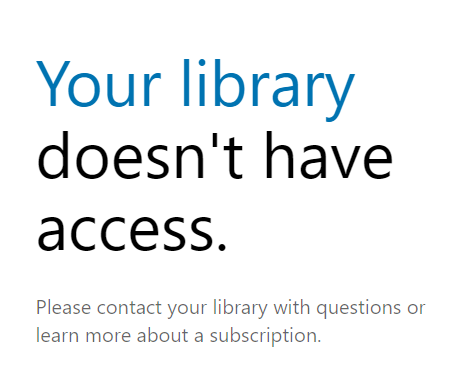 Your library
doesn't have
access.
Please contact your library with questions or
learn more about a subscription.